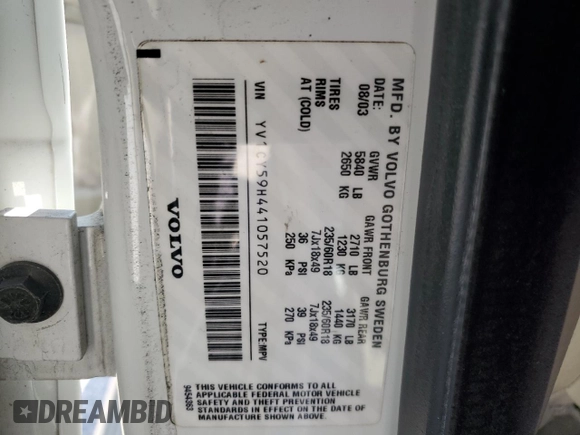 MFD. BY VOLVO GOTHENBURG SWEDEN
DATE: GVWR GAWR FRONT GAWR REAR
08/03 5840 LB 2710 LB 3170 LB
2650 KG 1230 KG 1440 KG
TIRES 235/60R18 235/60R18
RIMS 7Jx18x49 7Jx18x49
AT (COLD) 36 PSI 39 PSI
250 KPa 270 KPa
VIN YV1CY59H441057520 TYPE:MPV
VOLVO
THIS VEHICLE CONFORMS TO ALL
APPLICABLE FEDERAL MOTOR VEHICLE
SAFETY AND THEFT PREVENTION
STANDARDS IN EFFECT ON THE DATE OF
MANUFACTURE SHOWN ABOVE
DREAMBID